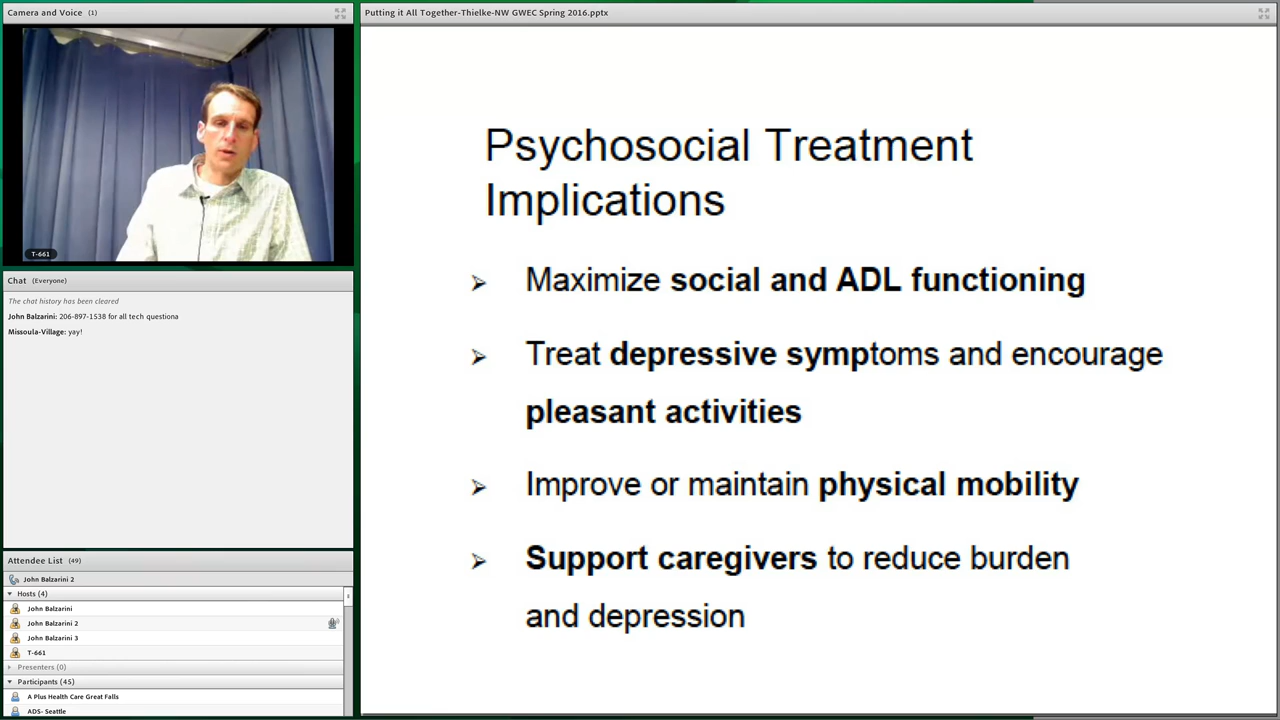 Camera and Voice (1)
T-661
Chat (Everyone)
The chat history has been cleared
John Balzarini: 206-897-1538 for all tech questiona
Missoula-Village: yay!
Attendee List (49)
John Balzarini 2
Hosts (4)
John Balzarini
John Balzarini 2
John Balzarini 3
T-661
Presenters (0)
Participants (45)
A Plus Health Care Great Falls
ADS- Seattle
Putting it All Together-Thielke-NW GWEC Spring 2016.pptx
Psychosocial Treatment
Implications
Maximize social and ADL functioning
Treat depressive symptoms and encourage
pleasant activities
Improve or maintain physical mobility
Support caregivers to reduce burden
and depression